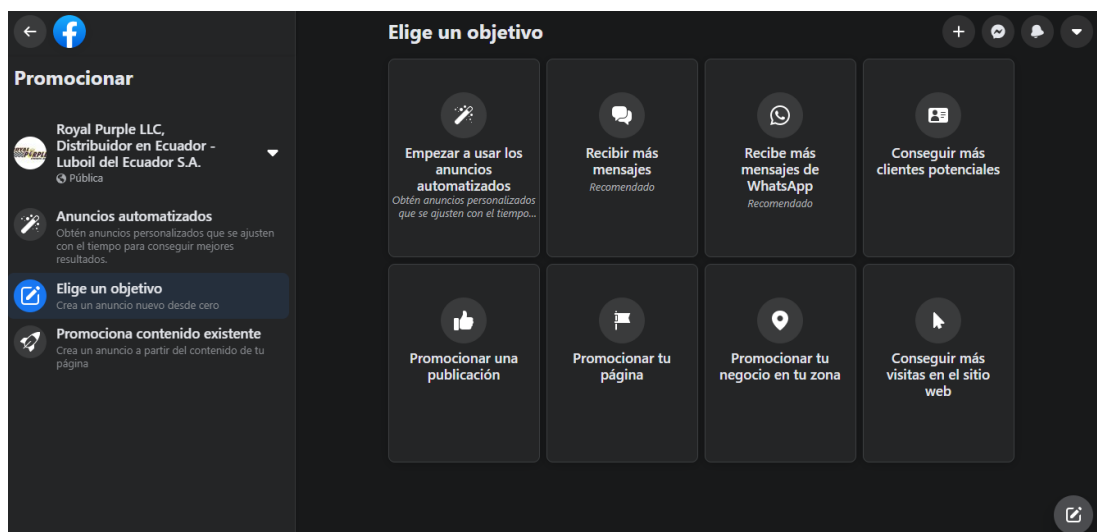 Promocionar
Royal Purple LLC,
Distribuidor en Ecuador -
Luboil del Ecuador S.A.
Pública
Anuncios automatizados
Obtén anuncios personalizados que se ajusten
con el tiempo para conseguir mejores
resultados.
Elige un objetivo
Crea un anuncio nuevo desde cero
Promociona contenido existente
Crea un anuncio a partir del contenido de tu
página
Elige un objetivo
Empezar a usar los
anuncios
automatizados
Obtén anuncios personalizados
que se ajusten con el tiempo...
Recibir más
mensajes
Recomendado
Recibe más
mensajes de
WhatsApp
Recomendado
Conseguir más
clientes potenciales
Promocionar una
publicación
Promocionar tu
página
Promocionar tu
negocio en tu zona
Conseguir más
visitas en el sitio
web